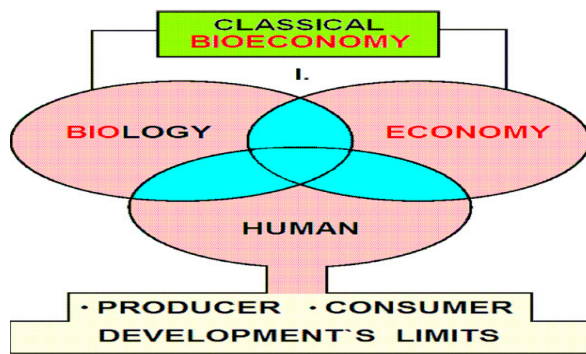 CLASSICAL
BIOECONOMY
I.
BIOLOGY
ECONOMY
HUMAN
· PRODUCER · CONSUMER
DEVELOPMENT`S LIMITS